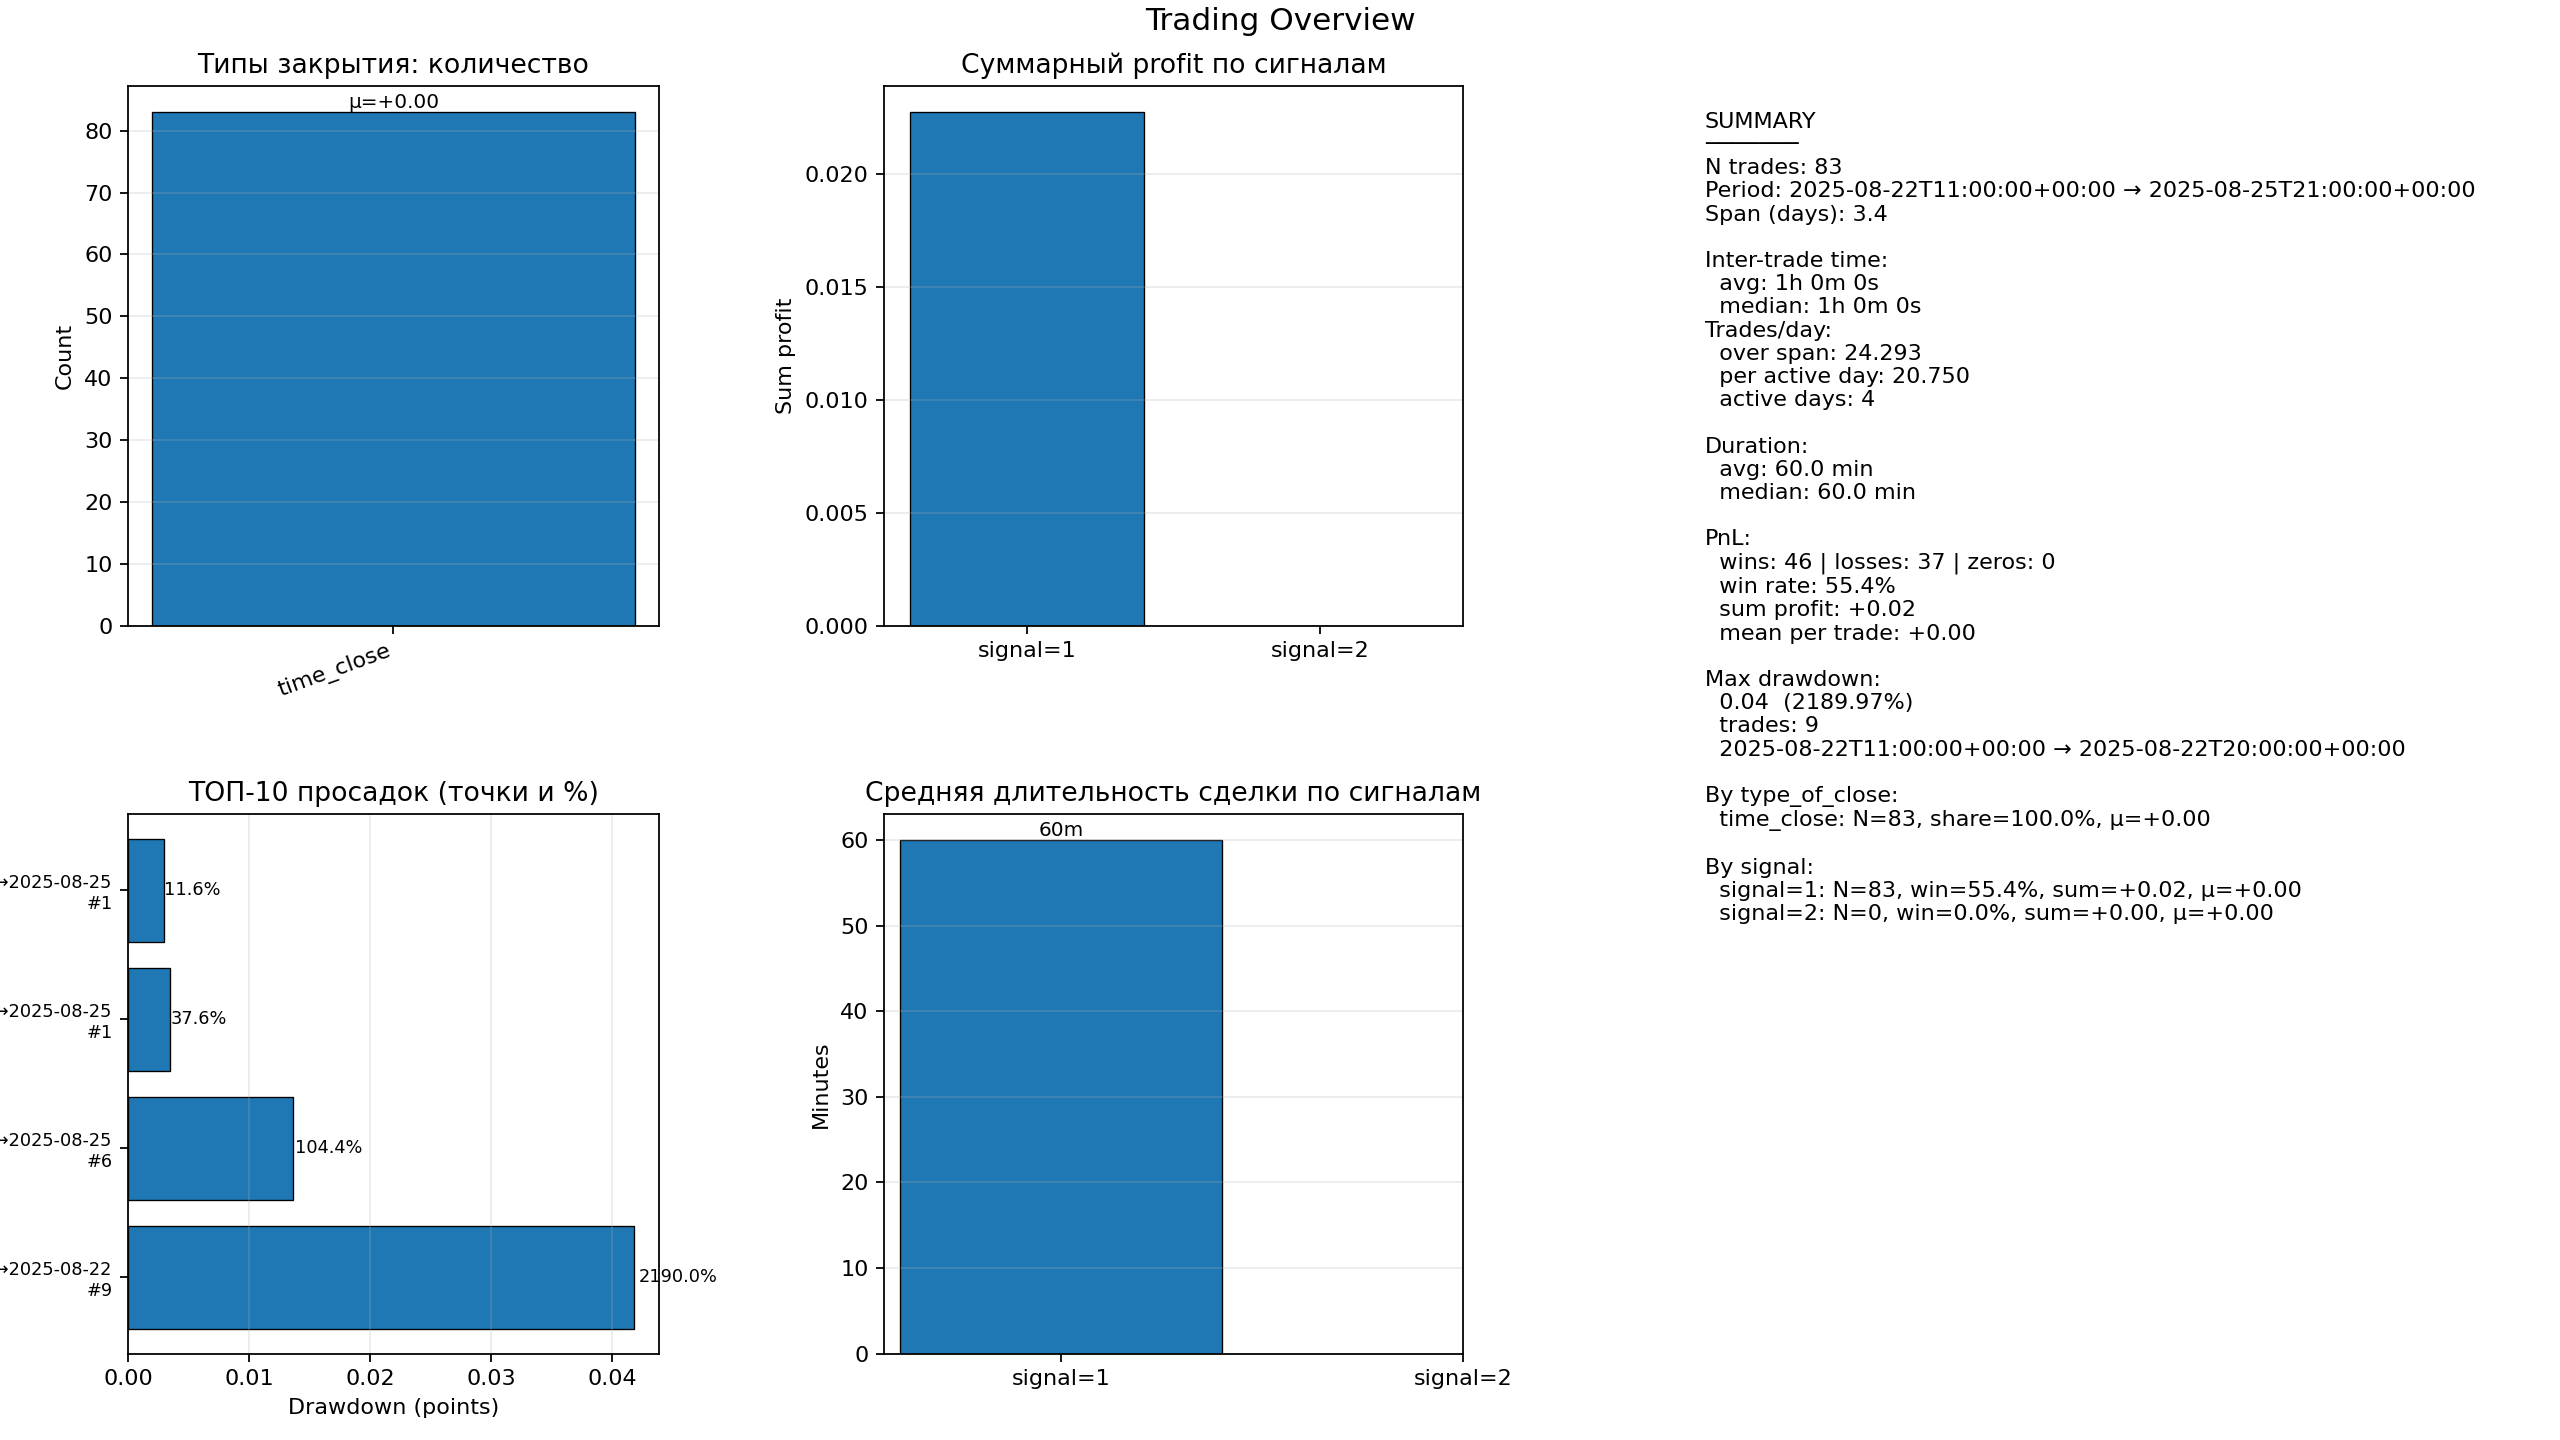 Trading Overview
Типы закрытия: количество
μ=+0.00
80
70
60
50
40
30
20
10
0
Count
time_close
Суммарный profit по сигналам
0.020
0.015
0.010
0.005
0.000
Sum profit
signal=1
signal=2
ТОП-10 просадок (точки и %)
→2025-08-25
#1
11.6%
→2025-08-25
#1
37.6%
→2025-08-25
#6
104.4%
→2025-08-22
#9
2190.0%
0.00 0.01 0.02 0.03 0.04
Drawdown (points)
Средняя длительность сделки по сигналам
60m
60
50
40
30
20
10
0
Minutes
signal=1
signal=2
SUMMARY
────────
N trades: 83
Period: 2025-08-22T11:00:00+00:00 → 2025-08-25T21:00:00+00:00
Span (days): 3.4
Inter-trade time:
avg: 1h 0m 0s
median: 1h 0m 0s
Trades/day:
over span: 24.293
per active day: 20.750
active days: 4
Duration:
avg: 60.0 min
median: 60.0 min
PnL:
wins: 46 | losses: 37 | zeros: 0
win rate: 55.4%
sum profit: +0.02
mean per trade: +0.00
Max drawdown:
0.04 (2189.97%)
trades: 9
2025-08-22T11:00:00+00:00 → 2025-08-22T20:00:00+00:00
By type_of_close:
time_close: N=83, share=100.0%, μ=+0.00
By signal:
signal=1: N=83, win=55.4%, sum=+0.02, μ=+0.00
signal=2: N=0, win=0.0%, sum=+0.00, μ=+0.00